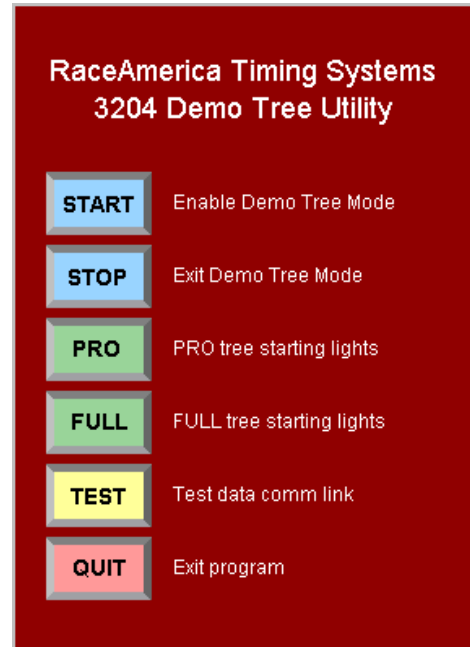 RaceAmerica Timing Systems
3204 Demo Tree Utility
START Enable Demo Tree Mode
STOP Exit Demo Tree Mode
PRO PRO tree starting lights
FULL FULL tree starting lights
TEST Test data comm link
QUIT Exit program